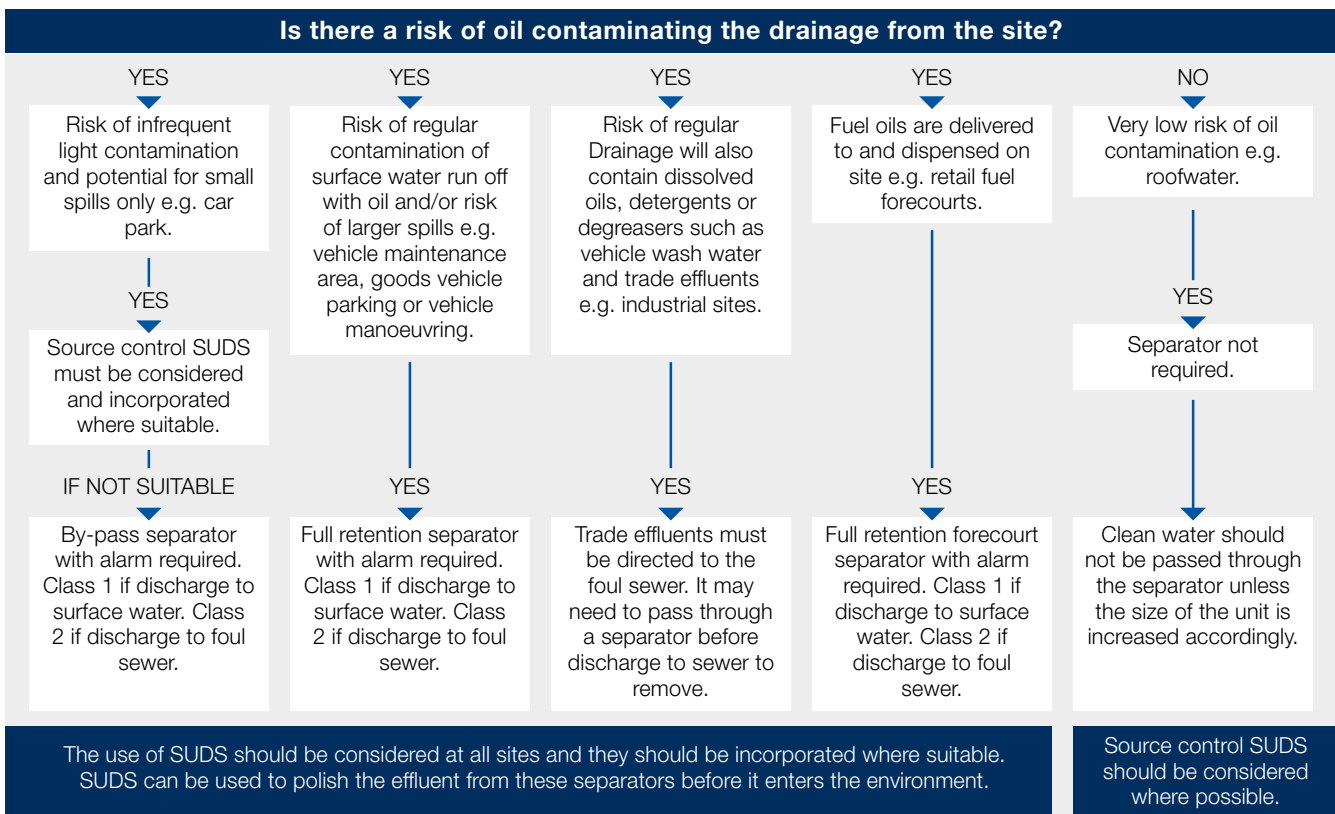 Is there a risk of oil contaminating the drainage from the site?
YES
Risk of infrequent
light contamination
and potential for small
spills only e.g. car
park.
YES
Source control SUDS
must be considered
and incorporated
where suitable.
IF NOT SUITABLE
By-pass separator
with alarm required.
Class 1 if discharge to
surface water. Class
2 if discharge to foul
sewer.
YES
Risk of regular
contamination of
surface water run off
with oil and/or risk
of larger spills e.g.
vehicle maintenance
area, goods vehicle
parking or vehicle
manoeuvring.
YES
Full retention separator
with alarm required.
Class 1 if discharge to
surface water. Class
2 if discharge to foul
sewer.
YES
Risk of regular
Drainage will also
contain dissolved
oils, detergents or
degreasers such as
vehicle wash water
and trade effluents
e.g. industrial sites.
YES
Trade effluents must
be directed to the
foul sewer. It may
need to pass through
a separator before
discharge to sewer to
remove.
YES
Fuel oils are delivered
to and dispensed on
site e.g. retail fuel
forecourts.
YES
Full retention forecourt
separator with alarm
required. Class 1 if
discharge to surface
water. Class 2 if
discharge to foul
sewer.
NO
Very low risk of oil
contamination e.g.
roofwater.
YES
Separator not
required.
Clean water should
not be passed through
the separator unless
the size of the unit is
increased accordingly.
The use of SUDS should be considered at all sites and they should be incorporated where suitable.
SUDS can be used to polish the effluent from these separators before it enters the environment.
Source control SUDS
should be considered
where possible.